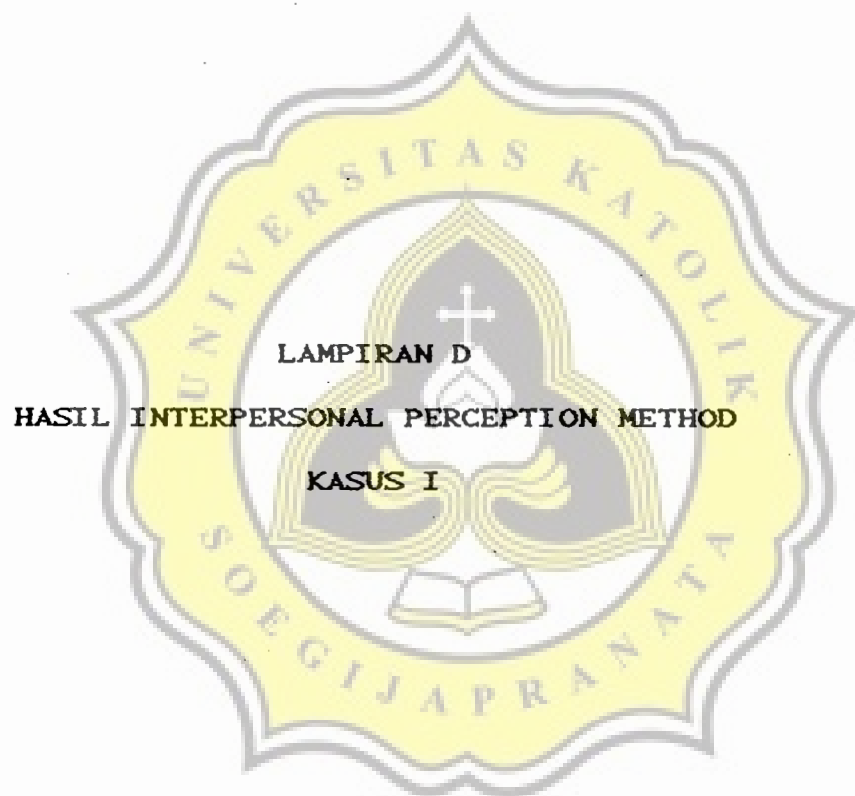 UNIVERSITAS KATOLIK
LAMPIRAN D
HASIL INTERPERSONAL PERCEPTION METHOD
KASUS I
SOEGIJAPRANATA